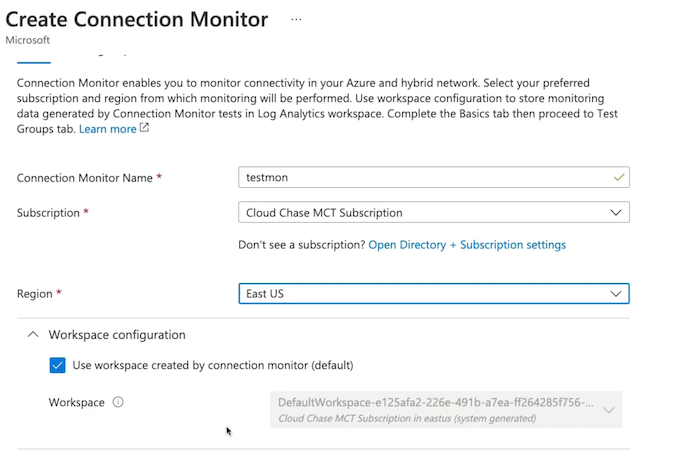 Create Connection Monitor ...
Microsoft
Connection Monitor enables you to monitor connectivity in your Azure and hybrid network. Select your preferred
subscription and region from which monitoring will be performed. Use workspace configuration to store monitoring
data generated by Connection Monitor tests in Log Analytics workspace. Complete the Basics tab then proceed to Test
Groups tab. Learn more
Connection Monitor Name * testmon
Subscription * Cloud Chase MCT Subscription
Don't see a subscription? Open Directory + Subscription settings
Region * East US
Workspace configuration
Use workspace created by connection monitor (default)
Workspace DefaultWorkspace-e125afa2-226e-491b-a7ea-ff264285f756-...
Cloud Chase MCT Subscription in eastus (system generated)